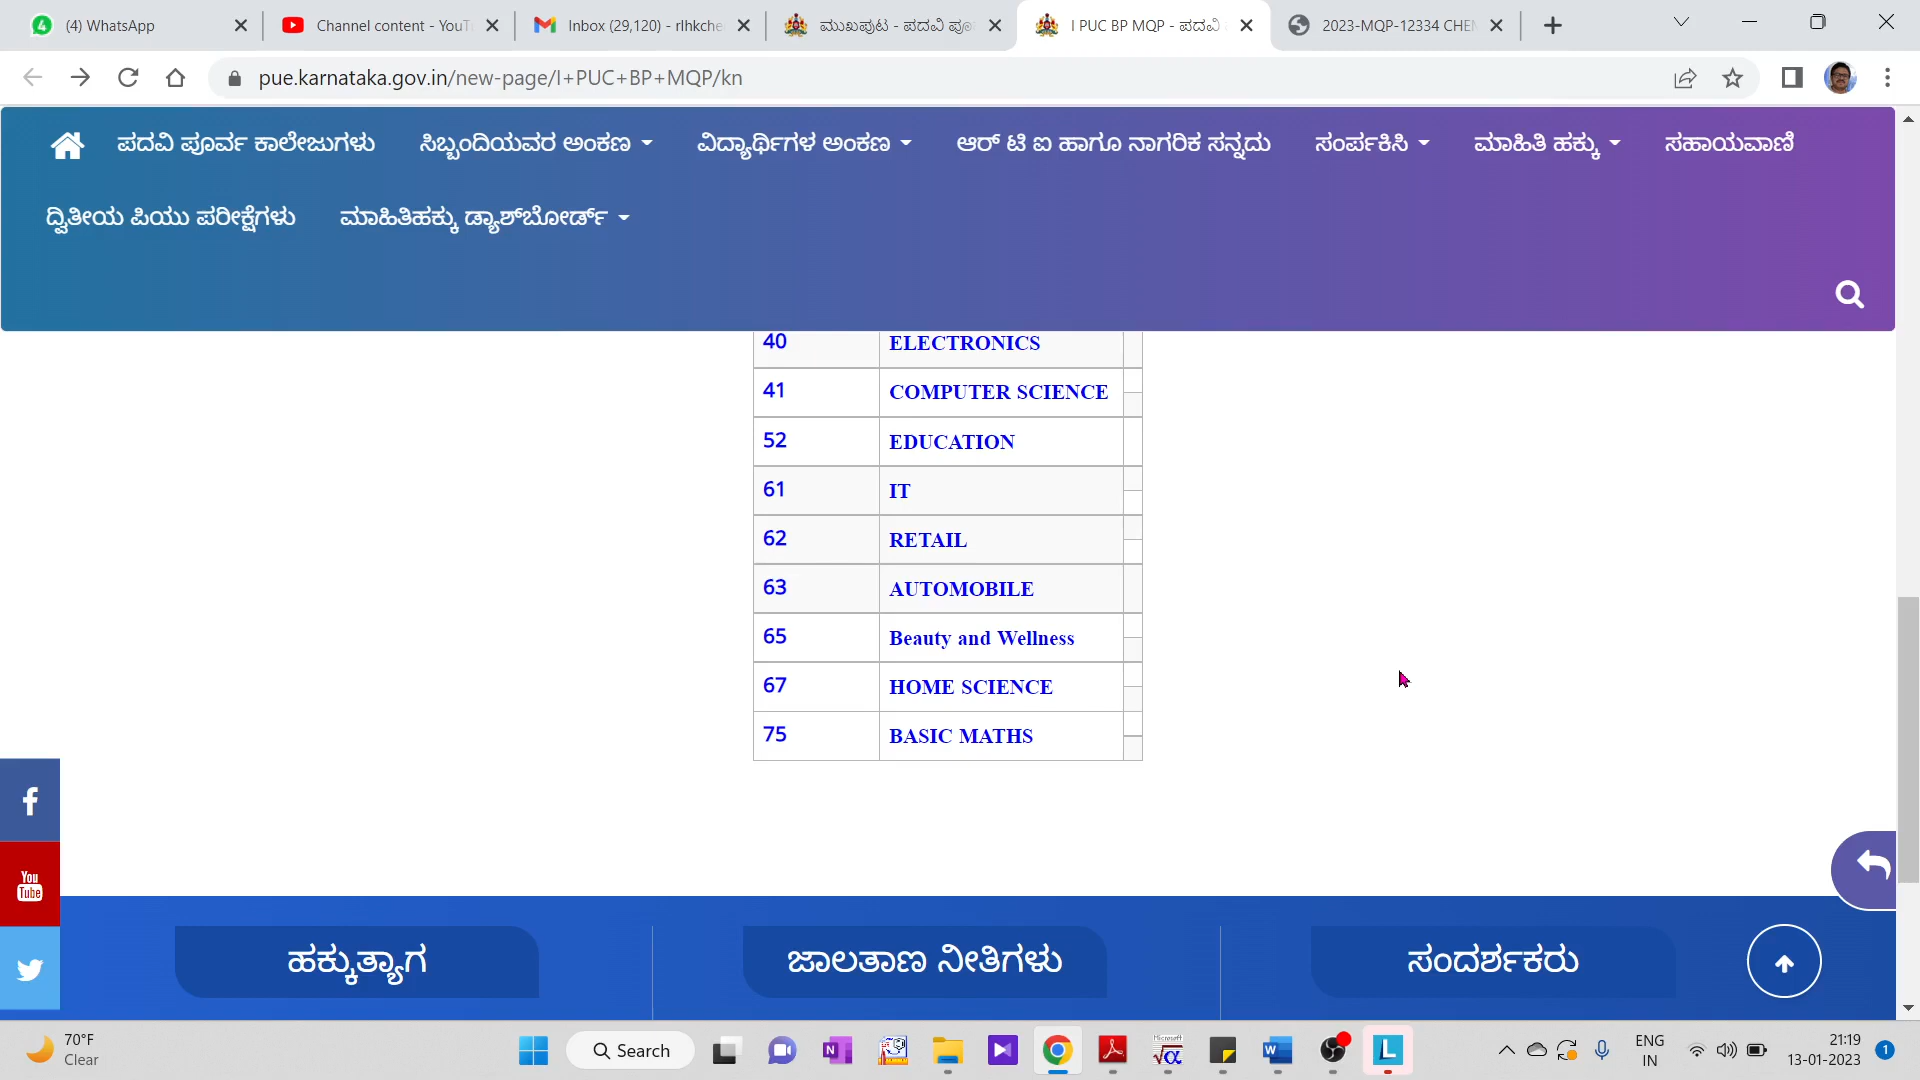 (4) WhatsApp
Channel content - YouT
Inbox (29,120) - rlhkche
ಮುಖಪುಟ - ಪದವಿ ಪೂ
I PUC BP MQP - ಪದವಿ
2023-MQP-12334 CHE
pue.karnataka.gov.in/new-page/I+PUC+BP+MQP/kn
ಪದವಿ ಪೂರ್ವ ಕಾಲೇಜುಗಳು
ಸಿಬ್ಬಂದಿಯವರ ಅಂಕಣ
ವಿದ್ಯಾರ್ಥಿಗಳ ಅಂಕಣ
ಆರ್ ಟಿ ಐ ಹಾಗೂ ನಾಗರಿಕ ಸನ್ನದು
ಸಂರ್ಪಕಿಸಿ
ಮಾಹಿತಿ ಹಕ್ಕು
ಸಹಾಯವಾಣಿ
ದ್ವಿತೀಯ ಪಿಯು ಪರೀಕ್ಷೆಗಳು
ಮಾಹಿತಿಹಕ್ಕು ಡ್ಯಾಶ್‌ಬೋರ್ಡ್
40 ELECTRONICS
41 COMPUTER SCIENCE
52 EDUCATION
61 IT
62 RETAIL
63 AUTOMOBILE
65 Beauty and Wellness
67 HOME SCIENCE
75 BASIC MATHS
You
Tube
ಹಕ್ಕುತ್ಯಾಗ
ಜಾಲತಾಣ ನೀತಿಗಳು
ಸಂದರ್ಶಕರು
70°F
Clear
Search
ENG
IN
21:19
13-01-2023
1